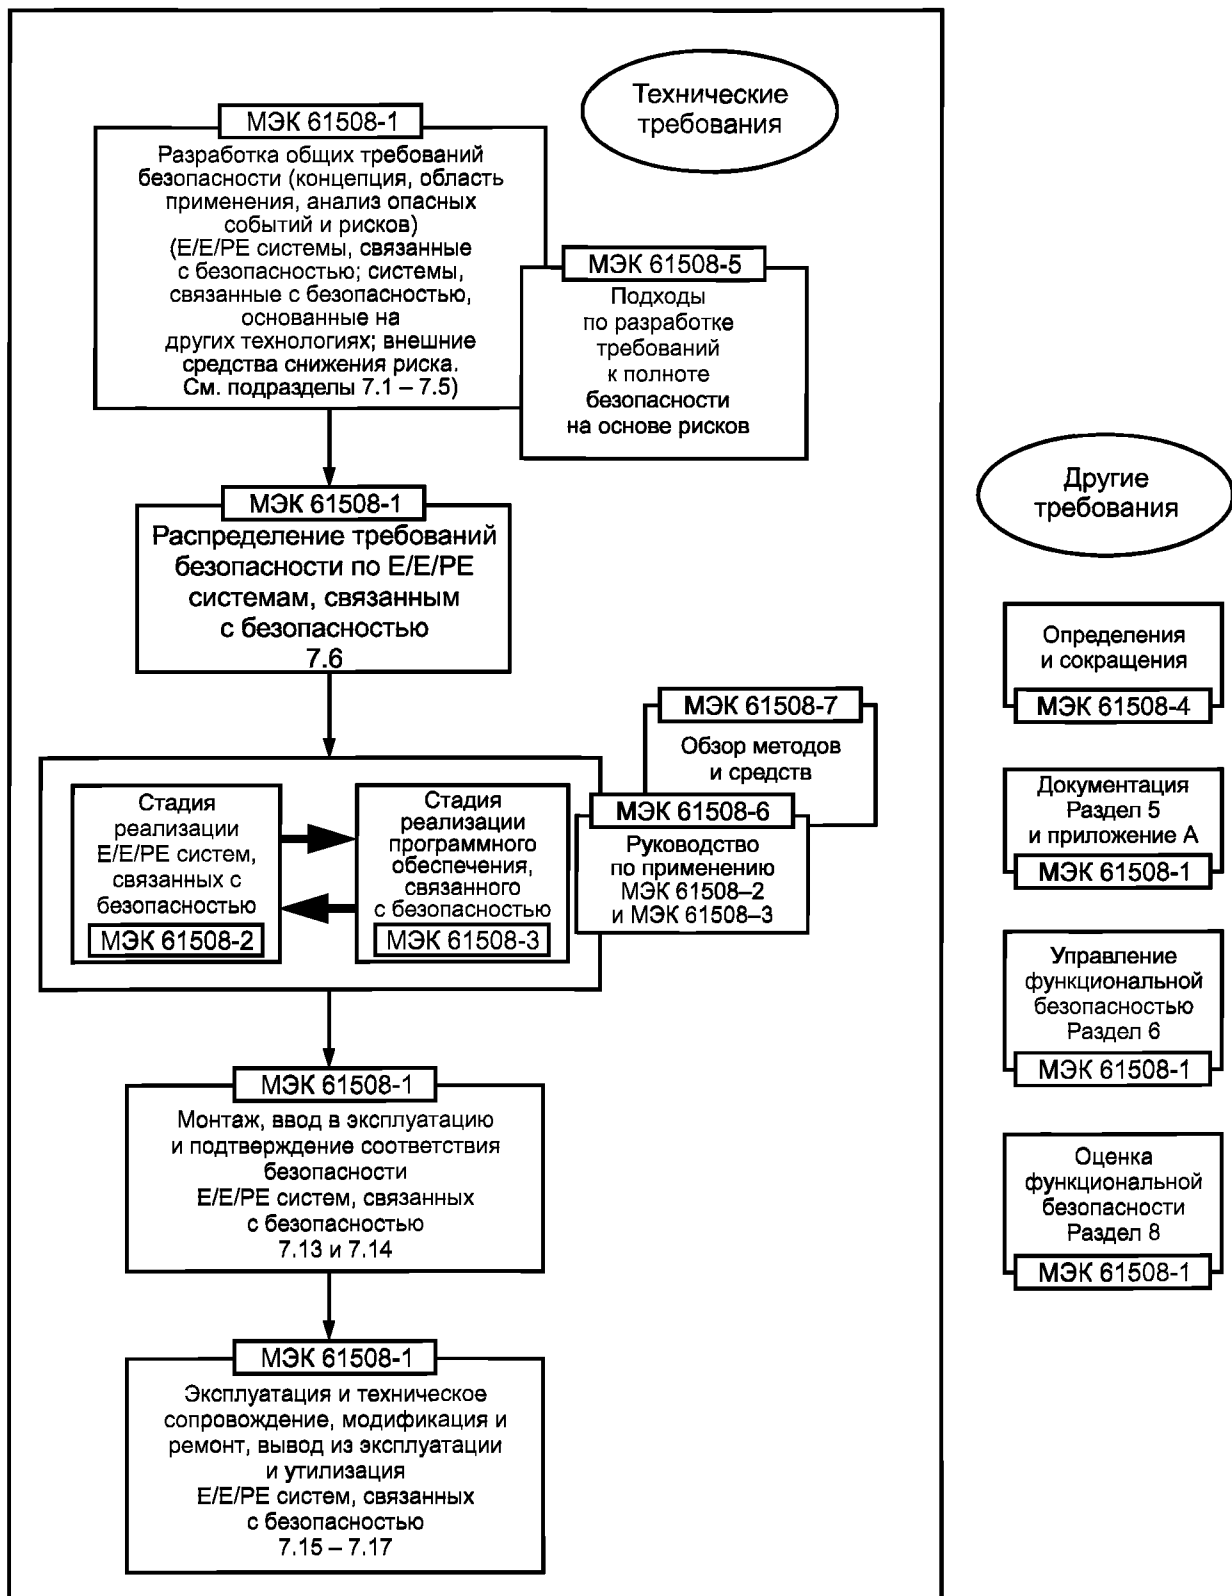 Технические
требования
МЭК 61508-1
Разработка общих требований
безопасности (концепция, область
применения, анализ опасных
событий и рисков)
(E/E/PE системы, связанные
с безопасностью; системы,
связанные с безопасностью,
основанные на
других технологиях; внешние
средства снижения риска.
См. подразделы 7.1 – 7.5)
МЭК 61508-5
Подходы
по разработке
требований
к полноте
безопасности
на основе рисков
МЭК 61508-1
Распределение требований
безопасности по E/E/PE
системам, связанным
с безопасностью
7.6
МЭК 61508-7
Обзор методов
и средств
МЭК 61508-6
Руководство
по применению
МЭК 61508–2
и МЭК 61508–3
Стадия
реализации
E/E/PE систем,
связанных с
безопасностью
МЭК 61508-2
Стадия
реализации
программного
обеспечения,
связанного
с безопасностью
МЭК 61508-3
МЭК 61508-1
Монтаж, ввод в эксплуатацию
и подтверждение соответствия
безопасности
E/E/PE систем, связанных
с безопасностью
7.13 и 7.14
МЭК 61508-1
Эксплуатация и техническое
сопровождение, модификация и
ремонт, вывод из эксплуатации
и утилизация
E/E/PE систем, связанных
с безопасностью
7.15 – 7.17
Другие
требования
Определения
и сокращения
МЭК 61508-4
Документация
Раздел 5
и приложение А
МЭК 61508-1
Управление
функциональной
безопасностью
Раздел 6
МЭК 61508-1
Оценка
функциональной
безопасности
Раздел 8
МЭК 61508-1